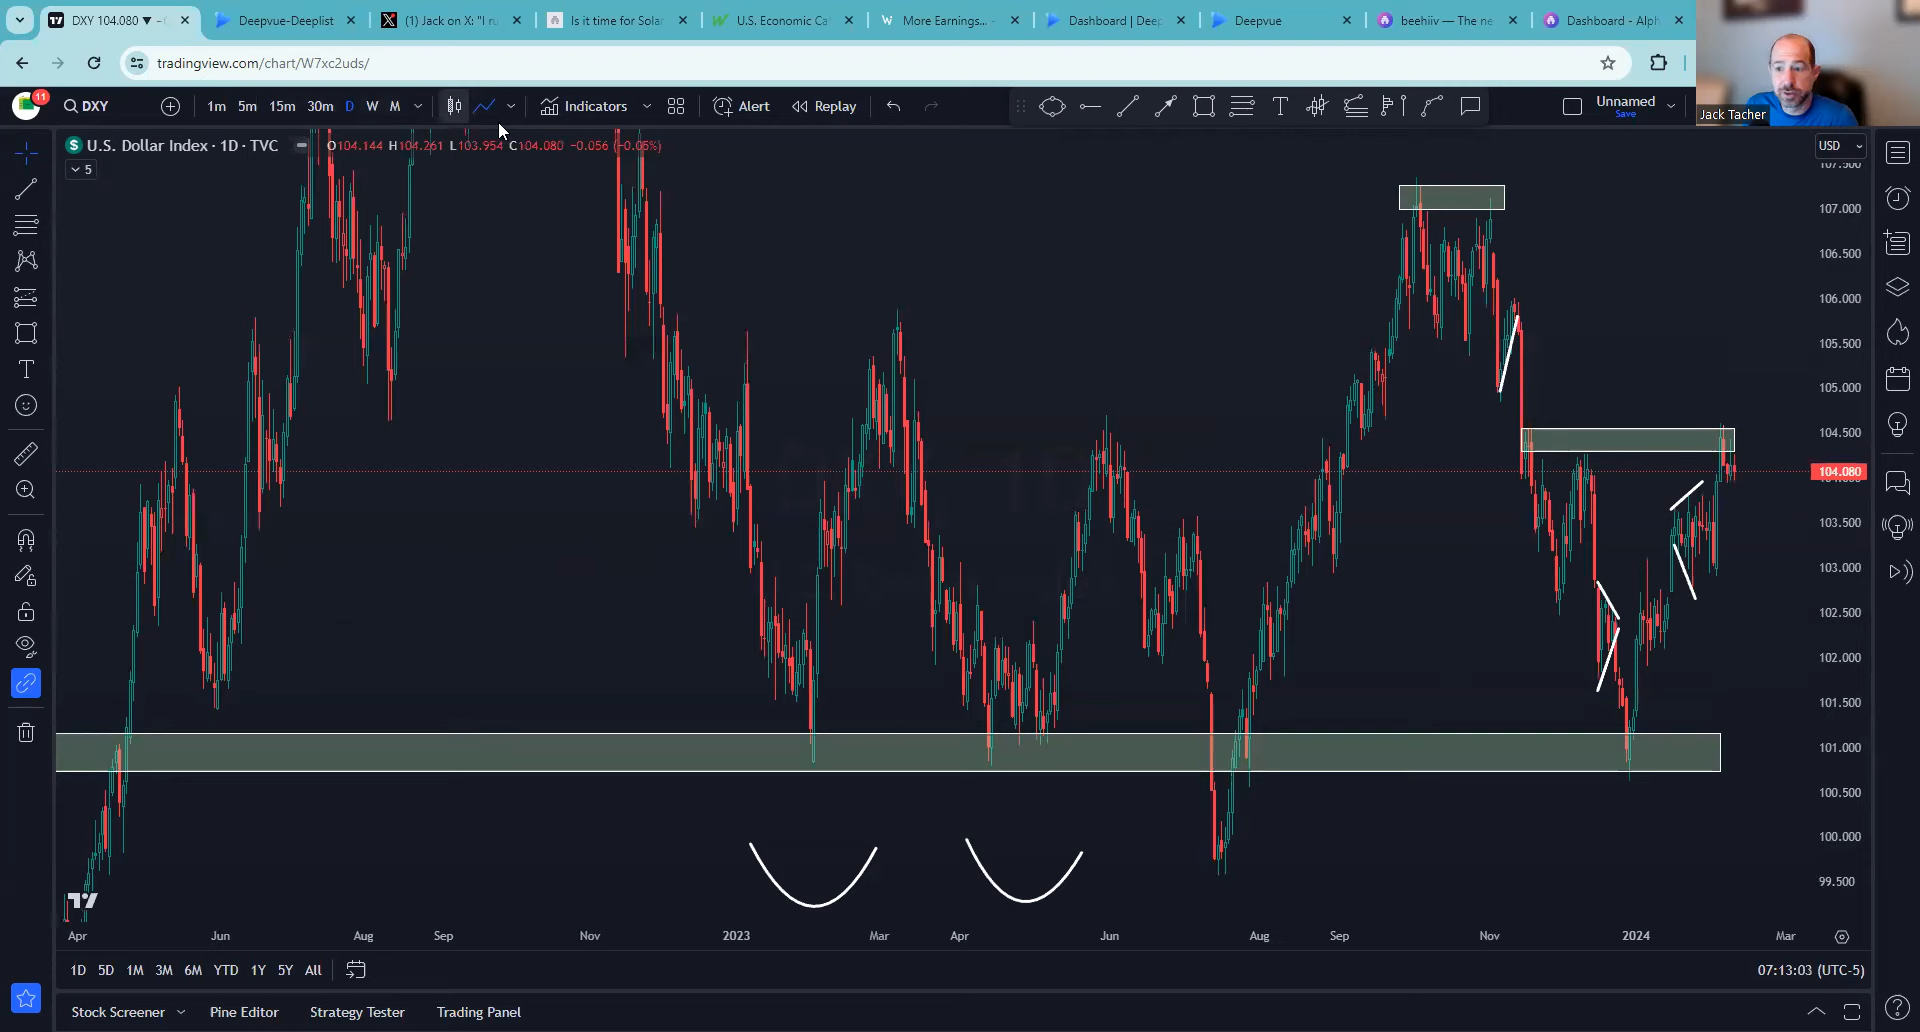 DXY 104.080 ▼ −
Deepvue-Deeplist
(1) Jack on X: "I ru
Is it time for Sola
U.S. Economic Ca
More Earnings... -
Dashboard | Deep
Deepvue
beehiiv — The ne
Dashboard - Alph
tradingview.com/chart/W7xc2uds/
11
DXY
1m 5m 15m 30m D W M
Indicators
Alert
Replay
Unnamed
Save
Jack Tacher
U.S. Dollar Index · 1D · TVC
O104.144 H104.261 L103.954 C104.080 −0.056 (−0.05%)
5
USD
107.500
107.000
106.500
106.000
105.500
105.000
104.500
104.080
104.000
103.500
103.000
102.500
102.000
101.500
101.000
100.500
100.000
99.500
Apr Jun Aug Sep Nov 2023 Mar Apr Jun Aug Sep Nov 2024 Mar
1D 5D 1M 3M 6M YTD 1Y 5Y All
07:13:03 (UTC-5)
Stock Screener Pine Editor Strategy Tester Trading Panel